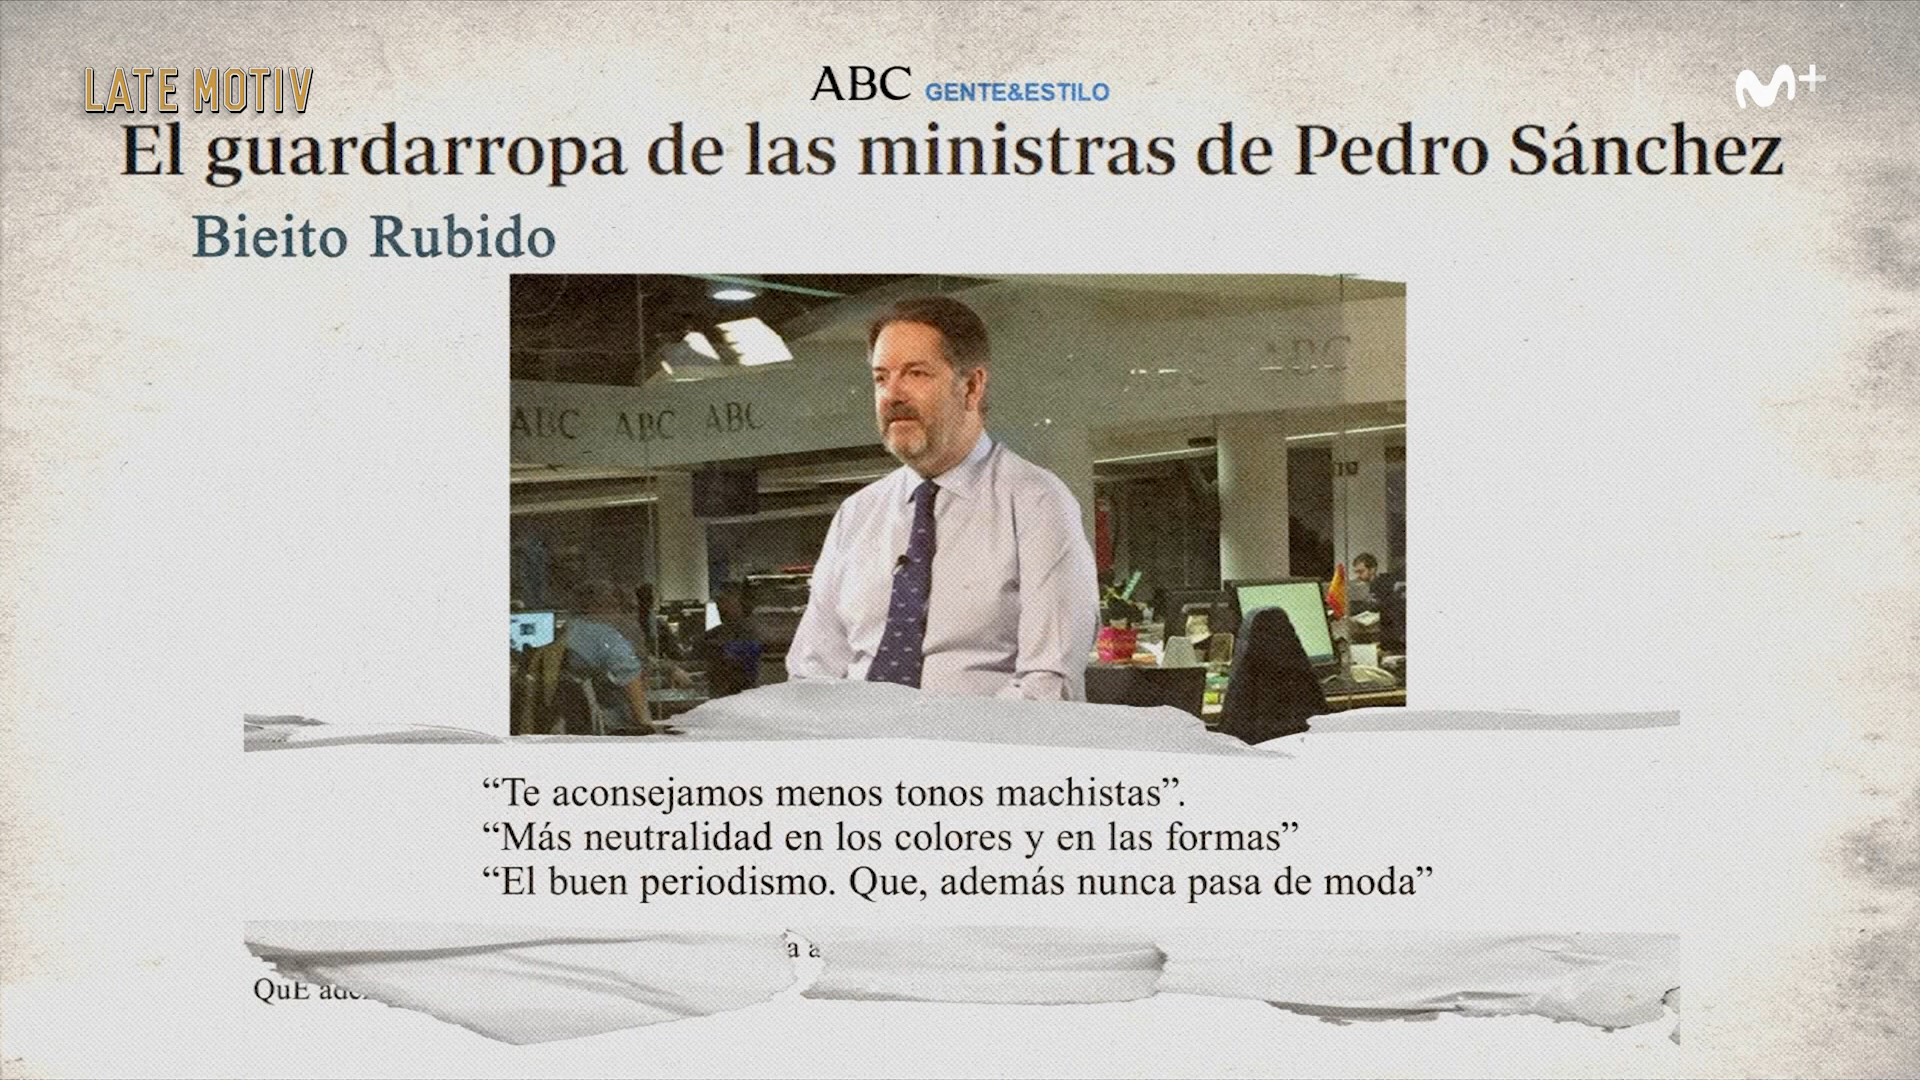 LATE MOTIV
ABC GENTE&ESTILO
M+
El guardarropa de las ministras de Pedro Sánchez
Bieito Rubido
ABC ABC ABC
ABC ABC
“Te aconsejamos menos tonos machistas”.
“Más neutralidad en los colores y en las formas”
“El buen periodismo. Que, además nunca pasa de moda”
a a
QuE